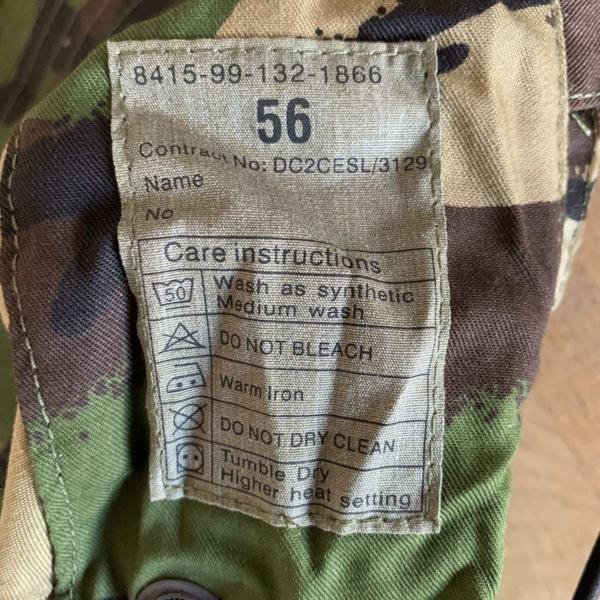 8415-99-132-1866
56
Contract No: DC2CESL/3129
Name
No
Care instructions
50
Wash as synthetic
Medium wash
DO NOT BLEACH
Warm Iron
DO NOT DRY CLEAN
Tumble Dry
Higher heat setting